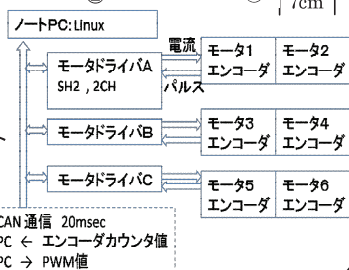 7cm
ノートPC:Linux
電流
モータ1 モータ2
エンコーダ エンコーダ
モータドライバA
SH2 , 2CH
パルス
モータドライバB
モータ3 モータ4
エンコーダ エンコーダ
モータドライバC
モータ5 モータ6
エンコーダ エンコーダ
CAN通信 20msec
PC ← エンコーダカウンタ値
PC → PWM値